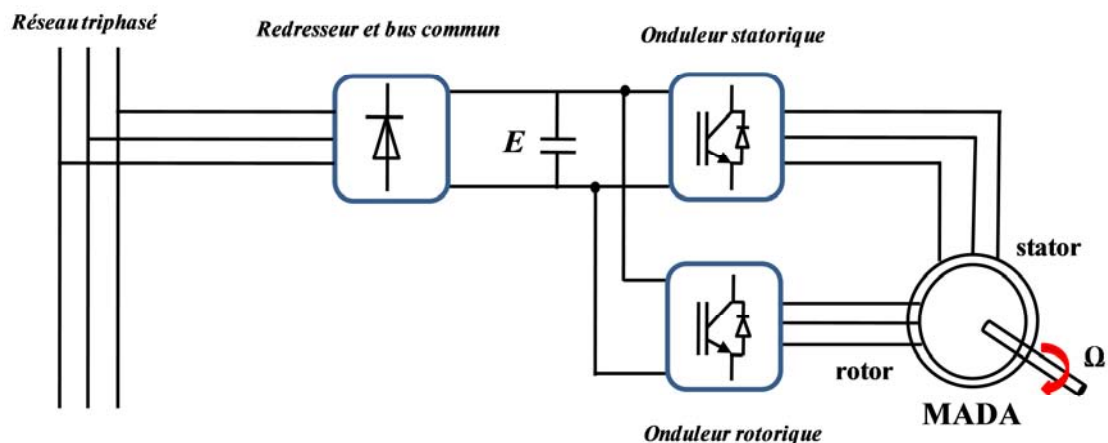 Réseau triphasé
Redresseur et bus commun
Onduleur statorique
E
stator
Ω
rotor
MADA
Onduleur rotorique